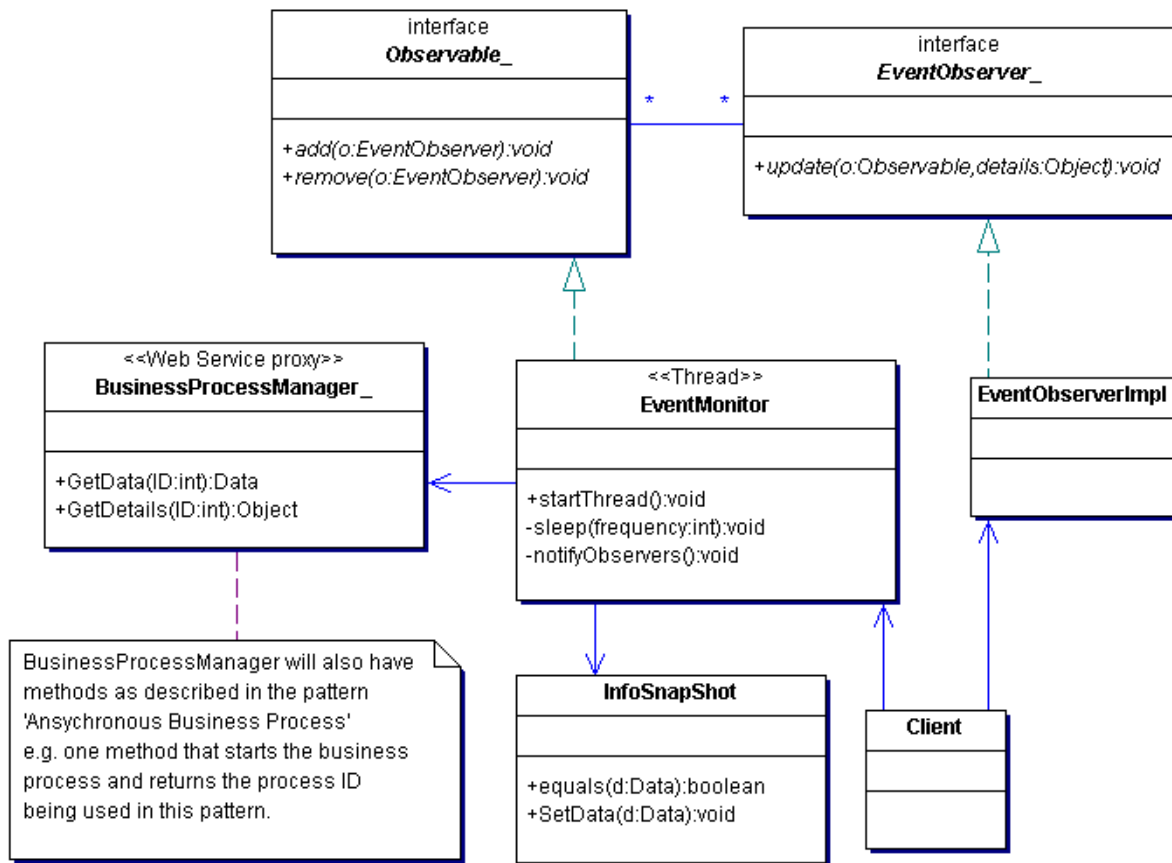 interface
Observable_
+add(o:EventObserver):void
+remove(o:EventObserver):void
* *
interface
EventObserver_
+update(o:Observable,details:Object):void
<<Web Service proxy>>
BusinessProcessManager_
+GetData(ID:int):Data
+GetDetails(ID:int):Object
<<Thread>>
EventMonitor
+startThread():void
-sleep(frequency:int):void
-notifyObservers():void
EventObserverImpl
BusinessProcessManager will also have
methods as described in the pattern
'Ansychronous Business Process'
e.g. one method that starts the business
process and returns the process ID
being used in this pattern.
InfoSnapShot
+equals(d:Data):boolean
+SetData(d:Data):void
Client